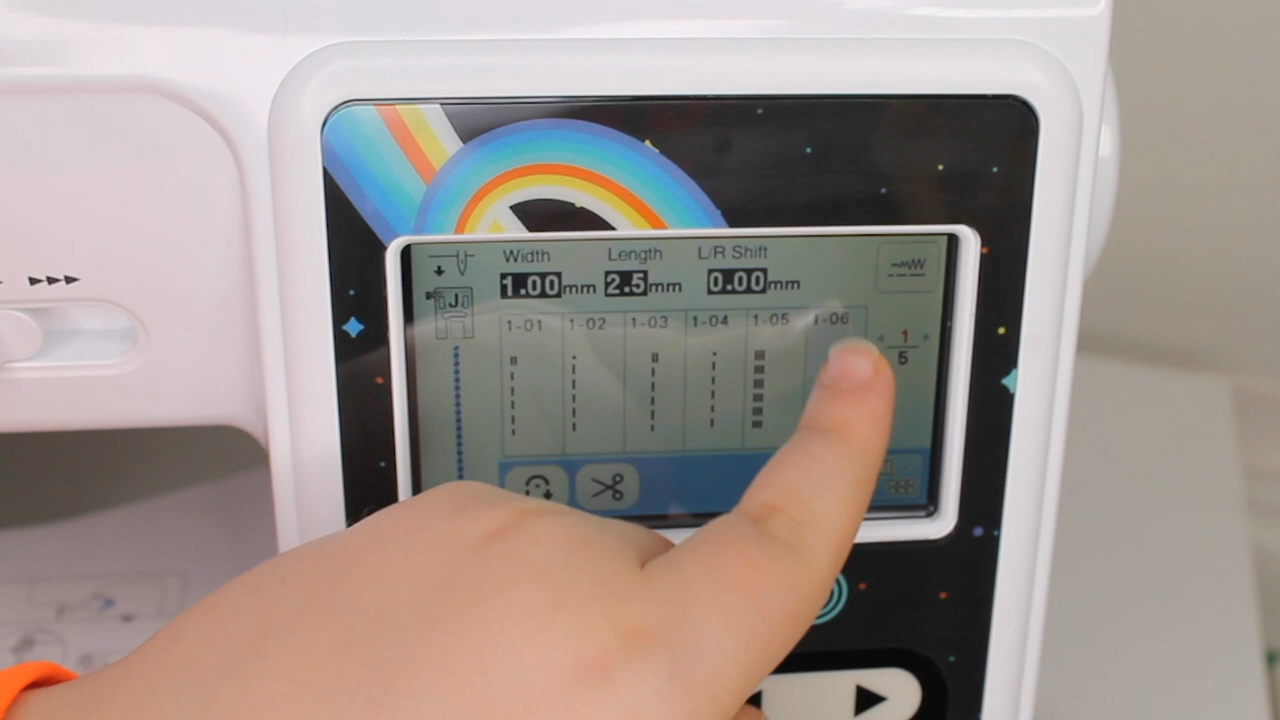 Width Length L/R Shift
1.00mm 2.5mm 0.00mm
J
1-01 1-02 1-03 1-04 1-05 1-06
1
5